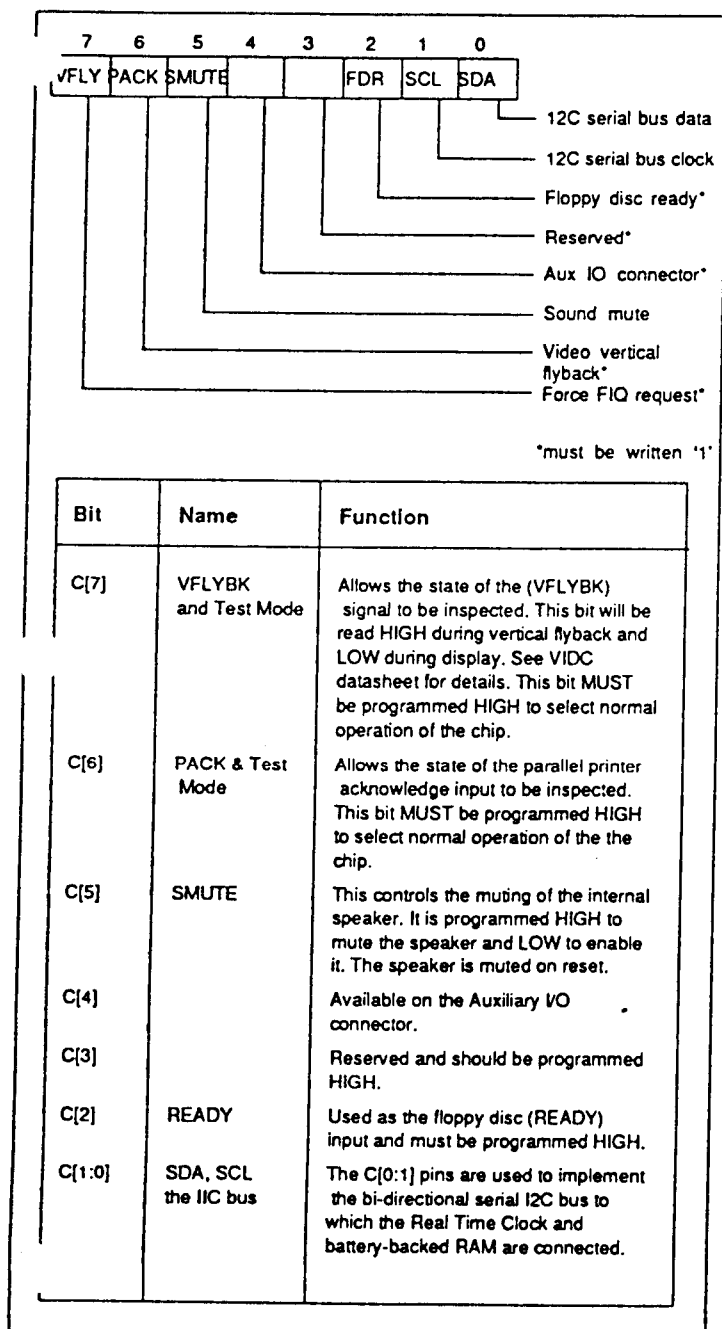 7 6 5 4 3 2 1 0
VFLY PACK SMUTE FDR SCL SDA
12C serial bus data
12C serial bus clock
Floppy disc ready*
Reserved*
Aux IO connector*
Sound mute
Video vertical
flyback*
Force FIQ request*
*must be written '1'
Bit Name Function
C[7] VFLYBK Allows the state of the (VFLYBK)
and Test Mode signal to be inspected. This bit will be
read HIGH during vertical flyback and
LOW during display. See VIDC
datasheet for details. This bit MUST
be programmed HIGH to select normal
operation of the chip.
C[6] PACK & Test Allows the state of the parallel printer
Mode acknowledge input to be inspected.
This bit MUST be programmed HIGH
to select normal operation of the the
chip.
C[5] SMUTE This controls the muting of the internal
speaker. It is programmed HIGH to
mute the speaker and LOW to enable
it. The speaker is muted on reset.
C[4] Available on the Auxiliary I/O
connector.
C[3] Reserved and should be programmed
HIGH.
C[2] READY Used as the floppy disc (READY)
input and must be programmed HIGH.
C[1:0] SDA, SCL The C[0:1] pins are used to implement
the IIC bus the bi-directional serial I2C bus to
which the Real Time Clock and
battery-backed RAM are connected.